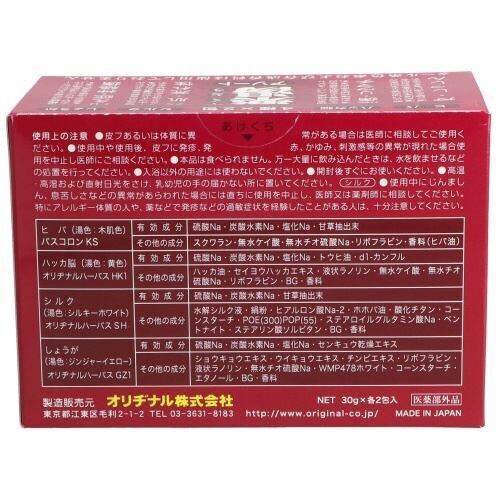 あけくち
使用上の注意 ● 皮フあるいは体質に異常がある場合は医師に相談してご使用ください。
● 使用中や使用後、皮フに発疹、発赤、かゆみ、刺激感等の異常が現れた場合使用を中止し医師にご相談ください。
● 本品は食べられません。万一大量に飲み込んだときは、水を飲ませるなどの処置を行ってください。
● 入浴以外の用途には使わないでください。● 開封後すぐにお使いください。● 高温・高湿および直射日光をさけ、乳幼児の手の届かない所に置いてください。
シルク ● 使用中にじんましん、息苦しさなどの異常があらわれた場合は直ちに使用を中止し、医師に相談してください。
特にアレルギー体質の人や、薬などで発疹などの過敏症状を経験したことがある人は、十分注意してください。
ヒバ（湯色：木肌色）
バスコロン KS
有効成分 硫酸Na・炭酸水素Na・塩化Na・甘草抽出末
その他の成分 スクワラン・無水ケイ酸・無水チオ硫酸Na・リボフラビン・香料（ヒバ油）
ハッカ脳（湯色：黄色）
オリヂナルハーバス HK1
有効成分 硫酸Na・炭酸水素Na・塩化Na・トウヒ油・dl-カンフル
その他の成分 ハッカ油・セイヨウハッカエキス・液状ラノリン・無水ケイ酸・無水チオ硫酸Na・リボフラビン・BG・香料
シルク
（湯色：シルキーホワイト）
オリヂナルハーバス SH
有効成分 硫酸Na・炭酸水素Na・甘草抽出末
その他の成分 水解シルク液・絹粉・ヒアルロン酸Na-2・ホホバ油・酸化チタン・コーンスターチ・POE(300)POP(55)・ステアロイルグルタミン酸Na・ベントナイト・ステアリン酸ソルビタン・BG・香料
しょうが
（湯色：ジンジャーイエロー）
オリヂナルハーバス GZ1
有効成分 硫酸Na・炭酸水素Na・塩化Na・センキュウ乾燥エキス
その他の成分 ショウキョウエキス・ウイキョウエキス・チンピエキス・リボフラビン・液状ラノリン・無水チオ硫酸Na・WMP478ホワイト・コーンスターチ・エタノール・BG・香料
製造販売元 オリヂナル株式会社
東京都江東区毛利2-1-2 TEL 03-3631-8183
NET 30g×各2包入 医薬部外品
http://www.original-co.jp/ MADE IN JAPAN